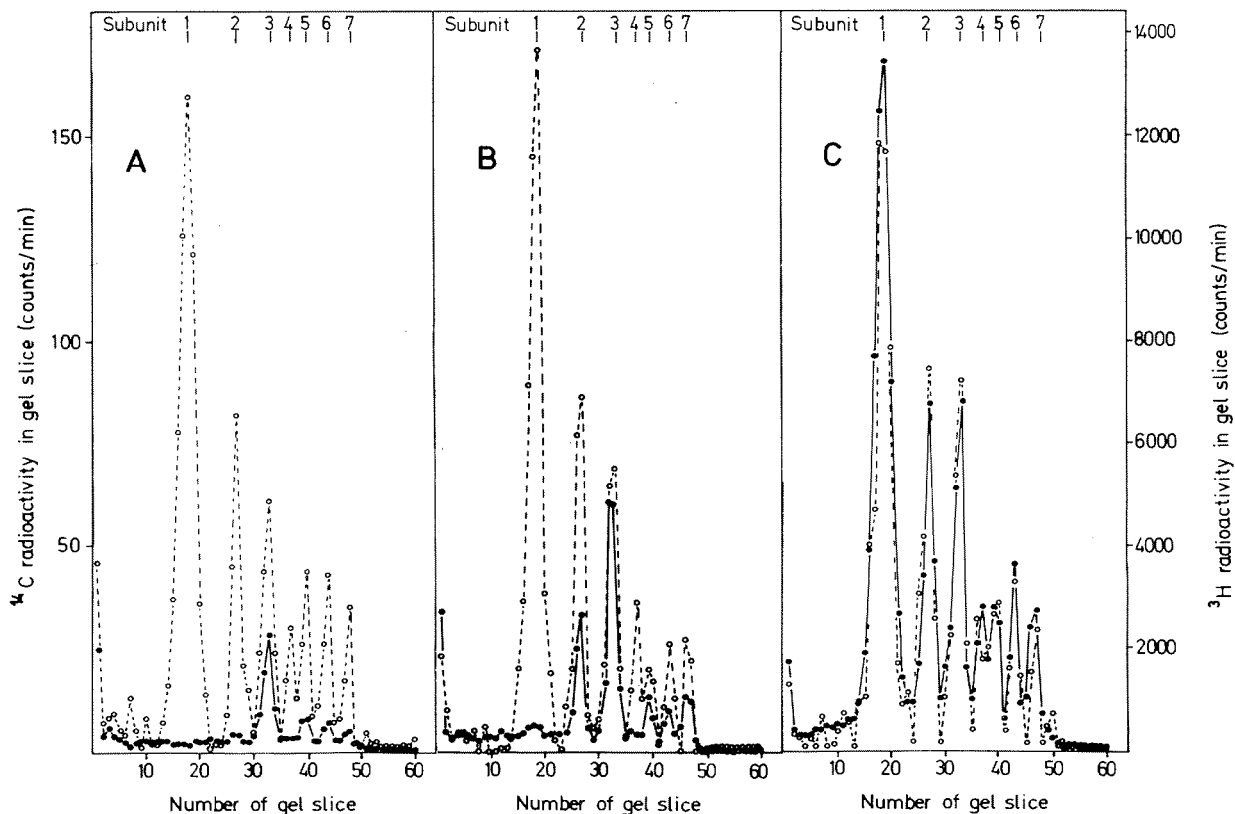 Subunit 1 2 3 4 5 6 7
Subunit 1 2 3 4 5 6 7
Subunit 1 2 3 4 5 6 7
A
B
C
150
100
50
¹⁴C radioactivity in gel slice (counts/min)
14000
12000
10000
8000
6000
4000
2000
³H radioactivity in gel slice (counts/min)
10 20 30 40 50 60
10 20 30 40 50 60
10 20 30 40 50 60
Number of gel slice
Number of gel slice
Number of gel slice